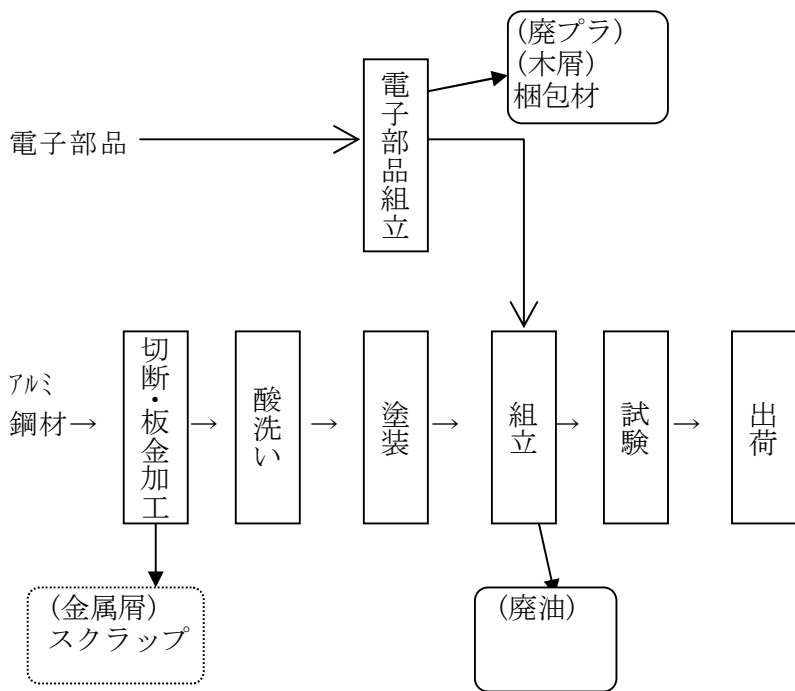 (廃プラ)
(木屑)
梱包材
電子部品組立
電子部品
アルミ
鋼材→
切断・板金加工
→
酸洗い
→
塗装
→
組立
→
試験
→
出荷
(金属屑)
スクラップ
(廃油)